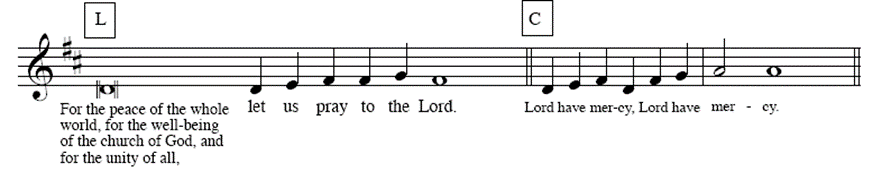 L
C
For the peace of the whole let us pray to the Lord. Lord have mer-cy, Lord have mer - cy.
world, for the well-being
of the church of God, and
for the unity of all,